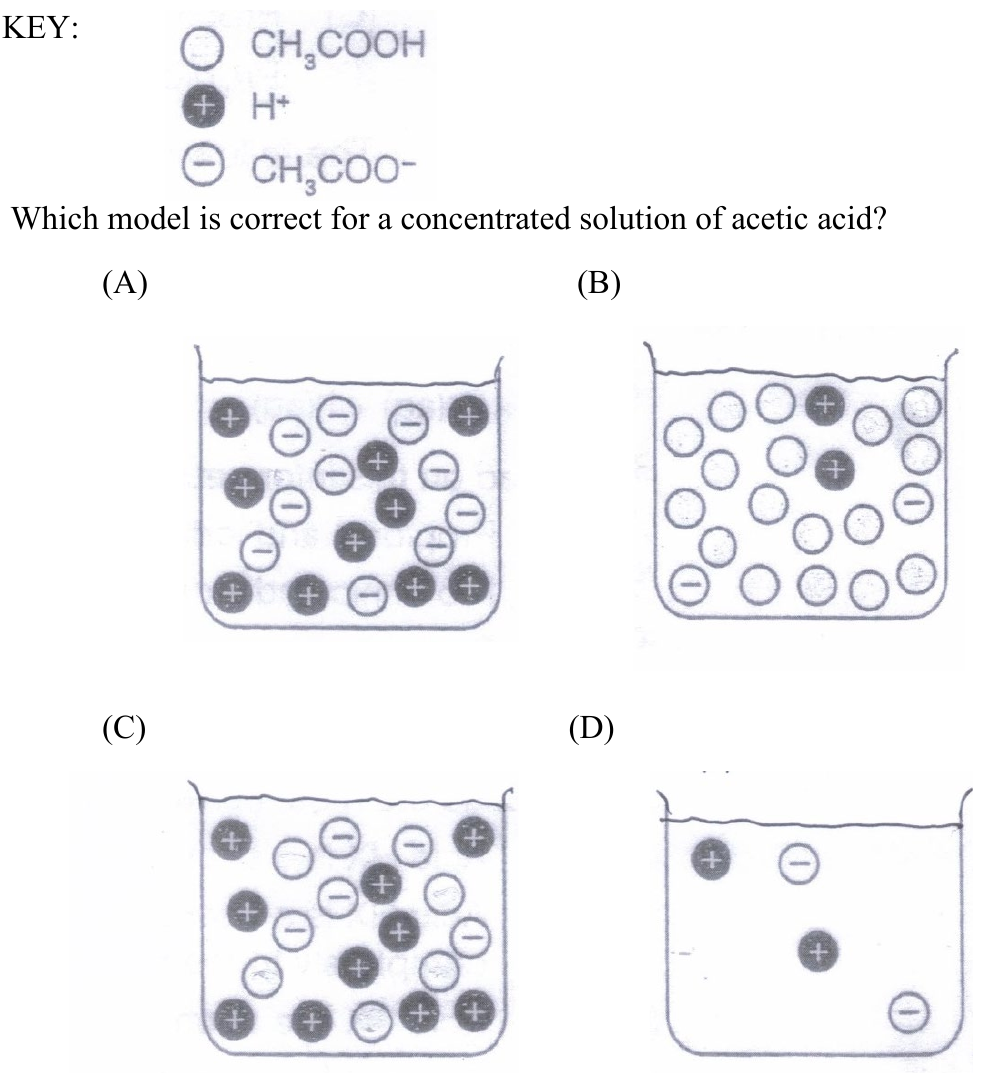 KEY:
CH₃COOH
H⁺
CH₃COO⁻
Which model is correct for a concentrated solution of acetic acid?
(A)
(B)
(C)
(D)